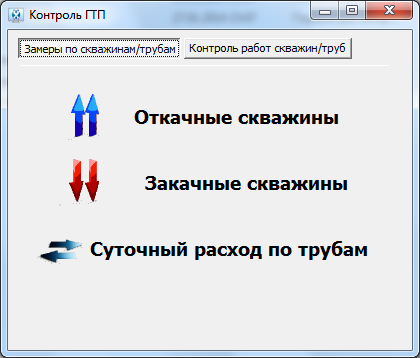 Контроль ГТП
Замеры по скважинам/трубам
Контроль работ скважин/труб
Откачные скважины
Закачные скважины
Суточный расход по трубам